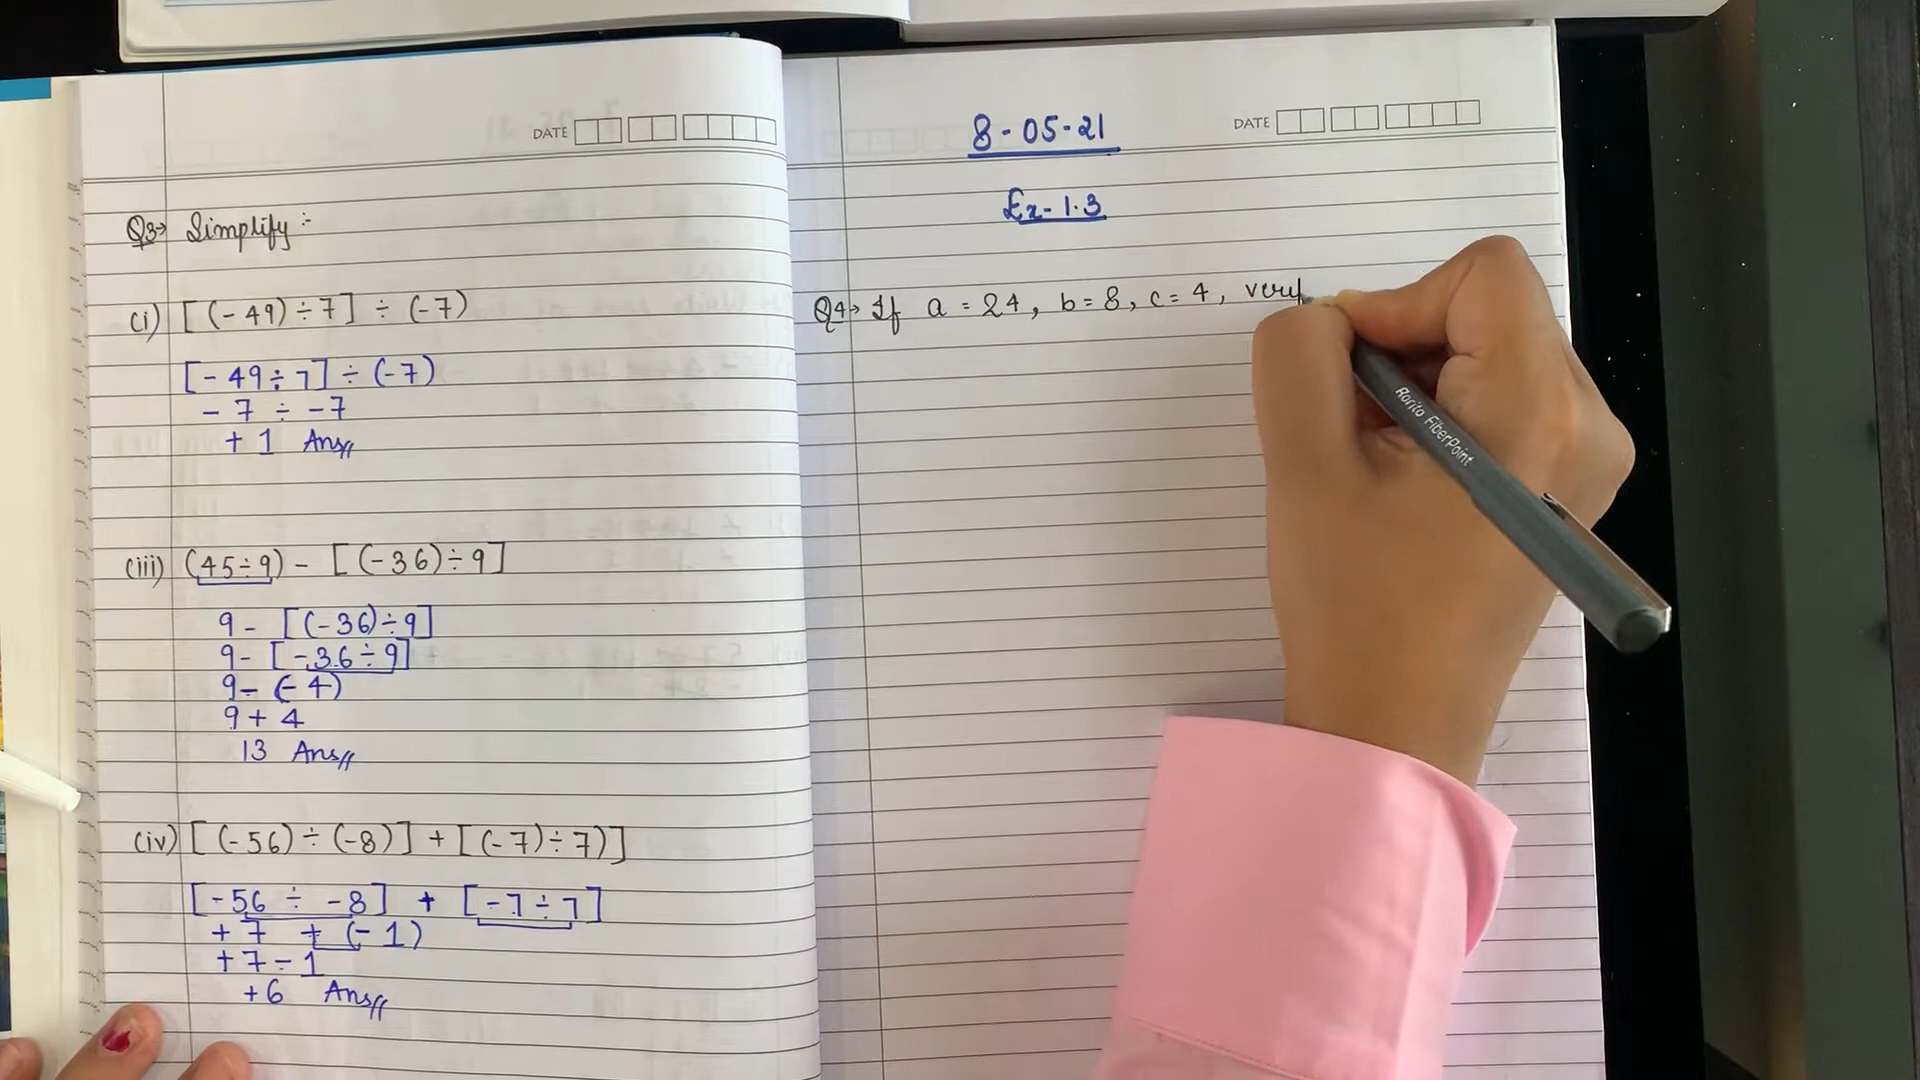 DATE
Q3→ Simplify :-
(i) [(-49) ÷ 7] ÷ (-7)
[-49 ÷ 7] ÷ (-7)
- 7 ÷ -7
+ 1 Ans
(iii) (45÷9) - [(-36) ÷ 9]
9 - [(-36) ÷ 9]
9 - [-36 ÷ 9]
9 - (-4)
9 + 4
13 Ans
(iv) [(-56) ÷ (-8)] + [(-7) ÷ 7)]
[-56 ÷ -8] + [-7 ÷ 7]
+ 7 + (-1)
+ 7 - 1
+6 Ans
8-05-21
DATE
Ex-1.3
Q4→ If a = 24, b = 8, c = 4, verif
Rorito FiberPoint